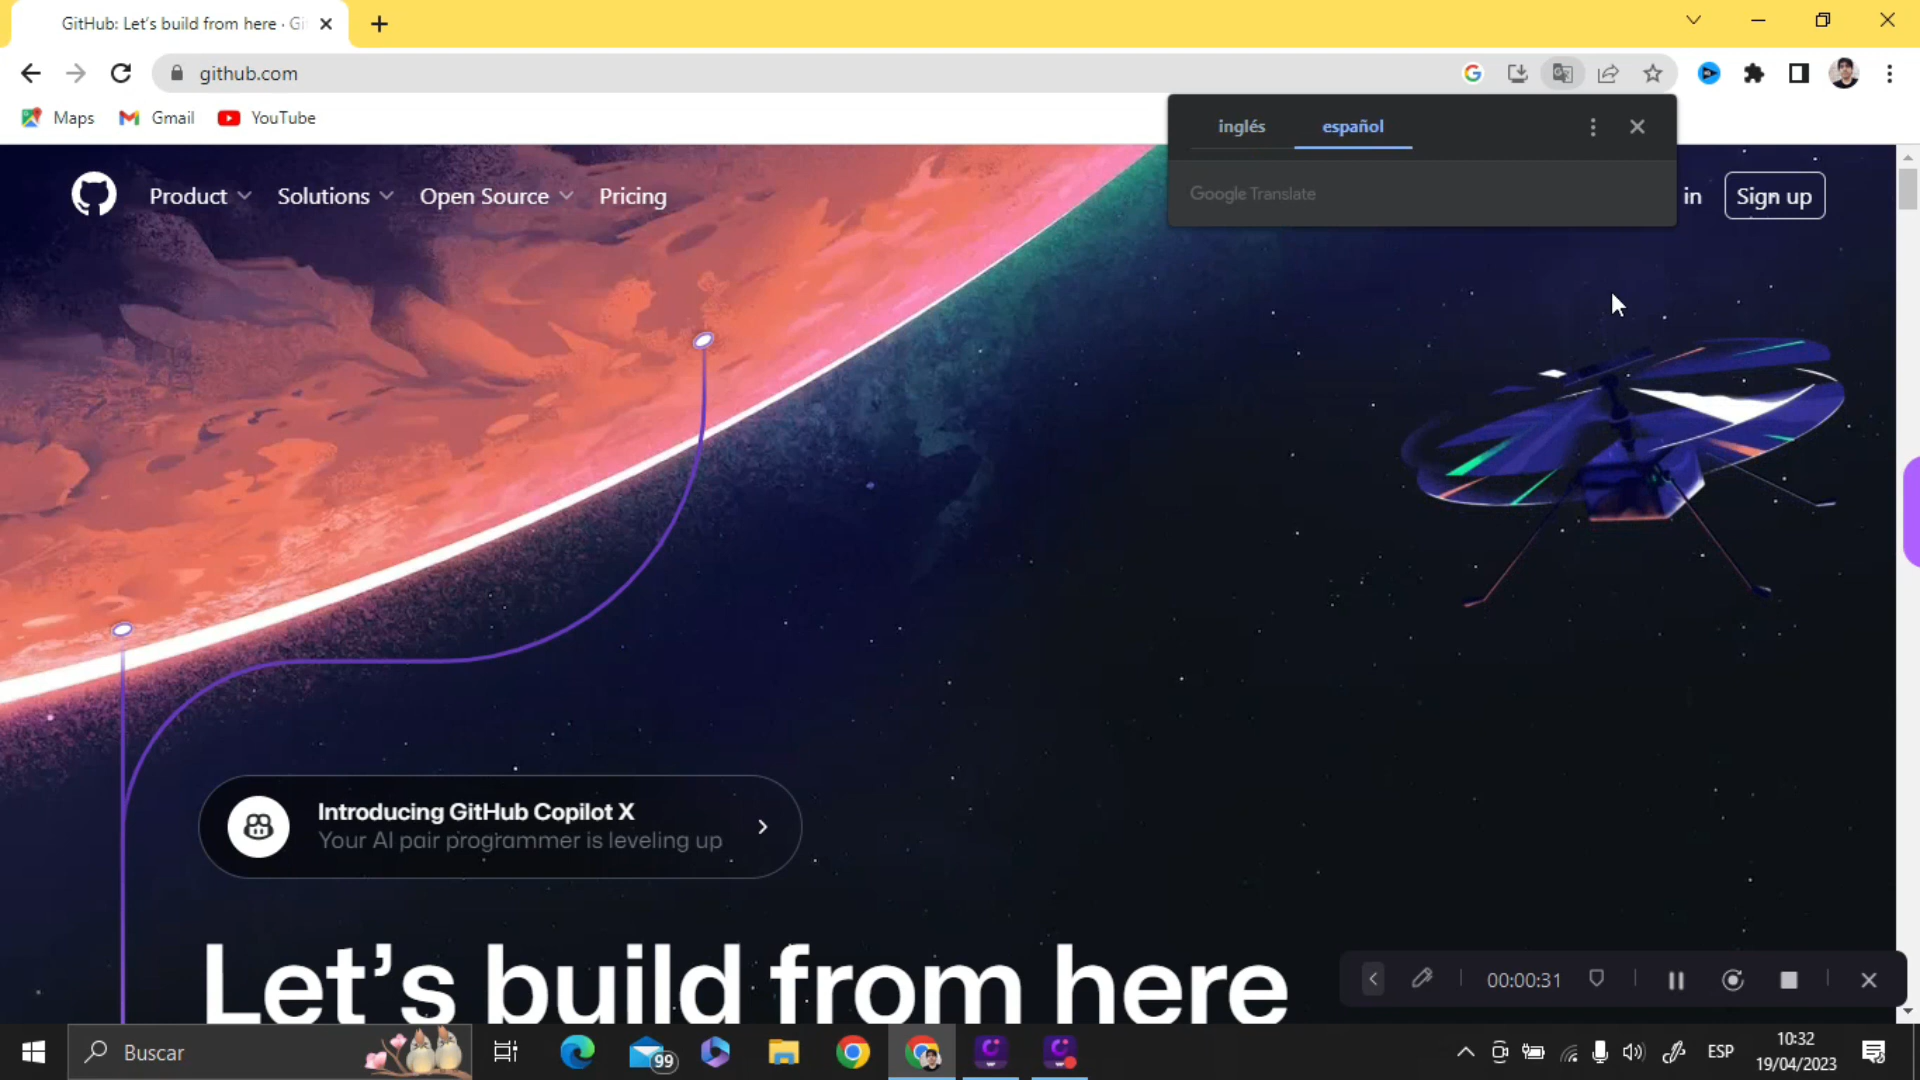 GitHub: Let's build from here · Gi
github.com
Maps
Gmail
YouTube
inglés
español
Google Translate
Product
Solutions
Open Source
Pricing
in
Sign up
Introducing GitHub Copilot X
Your AI pair programmer is leveling up
Let's build from here
00:00:31
Buscar
99
ESP
10:32
19/04/2023